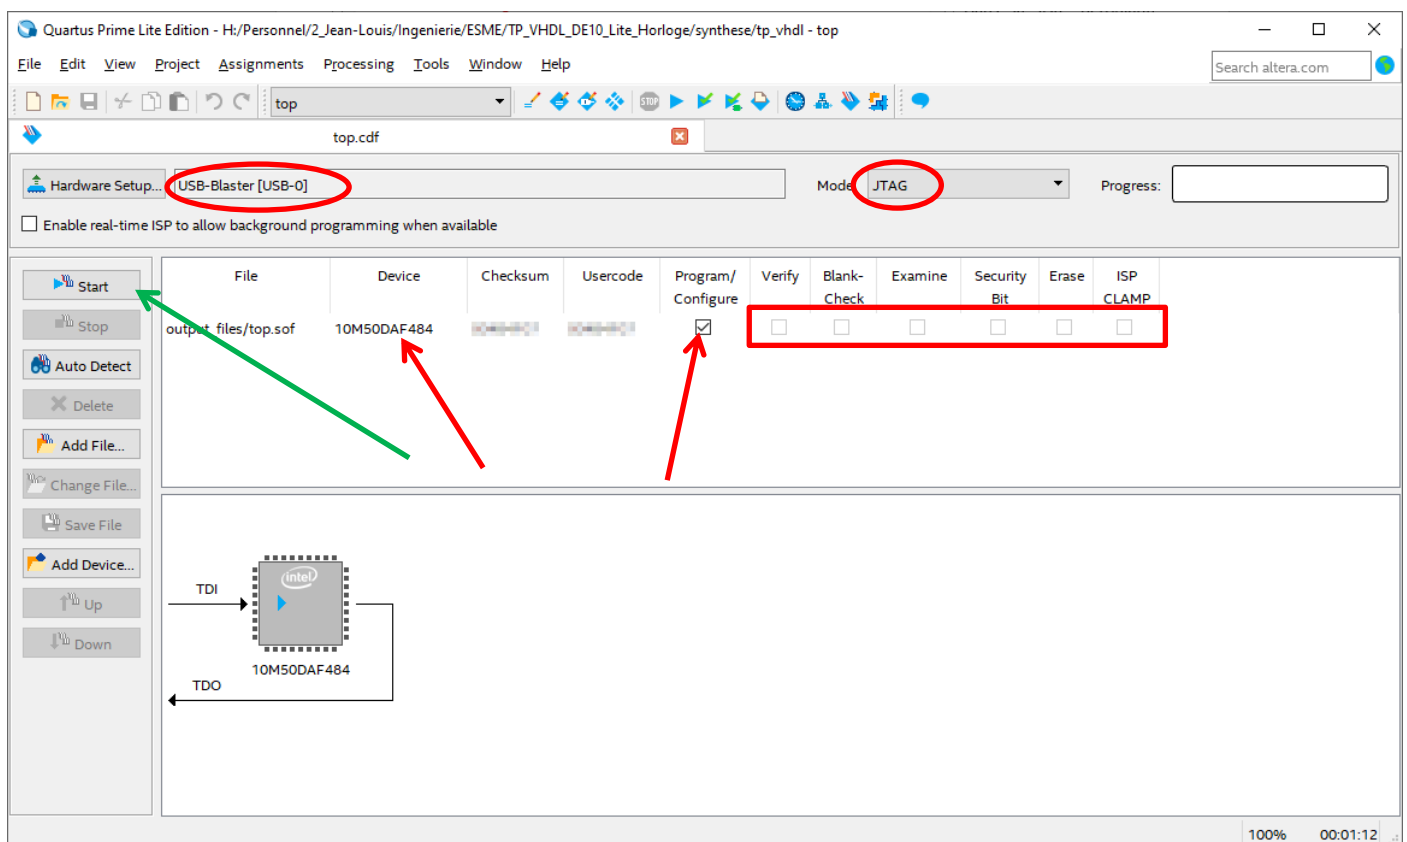 Quartus Prime Lite Edition - H:/Personnel/2_Jean-Louis/Ingenierie/ESME/TP_VHDL_DE10_Lite_Horloge/synthese/tp_vhdl - top
File Edit View Project Assignments Processing Tools Window Help
Search altera.com
top
STOP
top.cdf
Hardware Setup...
USB-Blaster [USB-0]
Mode
JTAG
Progress:
Enable real-time ISP to allow background programming when available
Start
Stop
Auto Detect
Delete
Add File...
Change File...
Save File
Add Device...
Up
Down
File Device Checksum Usercode Program/ Verify Blank- Examine Security Erase ISP
Configure Check Bit CLAMP
output_files/top.sof 10M50DAF484
TDI
intel
10M50DAF484
TDO
100% 00:01:12